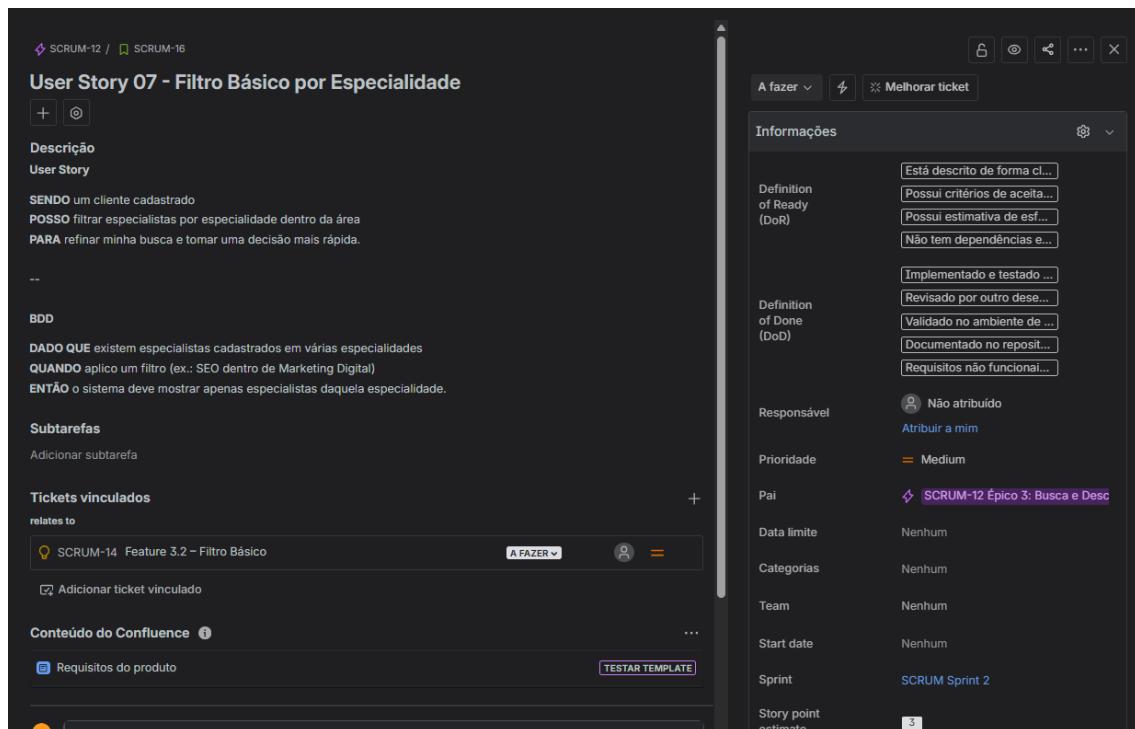 SCRUM-12 / SCRUM-16
User Story 07 - Filtro Básico por Especialidade
Descrição
User Story
SENDO um cliente cadastrado
POSSO filtrar especialistas por especialidade dentro da área
PARA refinar minha busca e tomar uma decisão mais rápida.
--
BDD
DADO QUE existem especialistas cadastrados em várias especialidades
QUANDO aplico um filtro (ex.: SEO dentro de Marketing Digital)
ENTÃO o sistema deve mostrar apenas especialistas daquela especialidade.
Subtarefas
Adicionar subtarefa
Tickets vinculados
relates to
SCRUM-14 Feature 3.2 – Filtro Básico A FAZER
Adicionar ticket vinculado
Conteúdo do Confluence
Requisitos do produto TESTAR TEMPLATE
A fazer
Melhorar ticket
Informações
Definition
of Ready
(DoR)
Está descrito de forma cl...
Possui critérios de aceita...
Possui estimativa de esf...
Não tem dependências e...
Definition
of Done
(DoD)
Implementado e testado ...
Revisado por outro dese...
Validado no ambiente de ...
Documentado no reposit...
Requisitos não funcionai...
Responsável
Não atribuído
Atribuir a mim
Prioridade
Medium
Pai
SCRUM-12 Épico 3: Busca e Desc
Data limite
Nenhum
Categorias
Nenhum
Team
Nenhum
Start date
Nenhum
Sprint
SCRUM Sprint 2
Story point
estimate
3